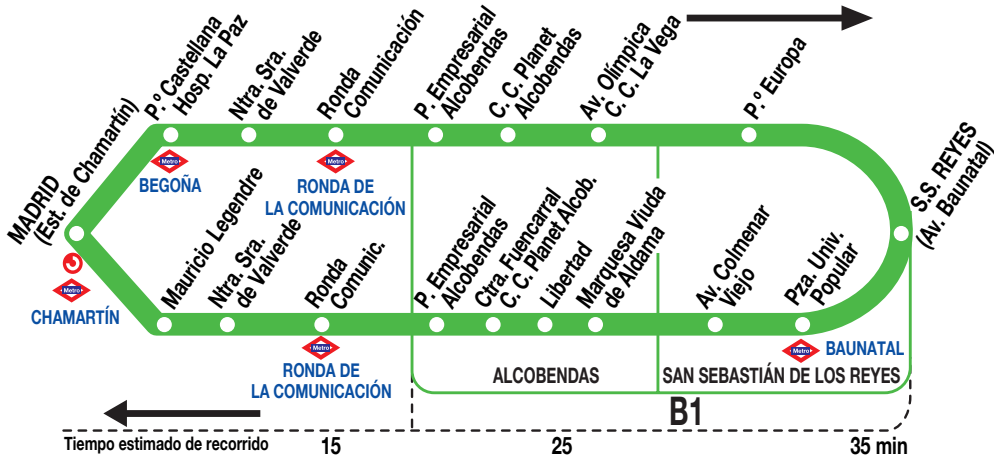 P.º Castellana
Hosp. La Paz
Ntra. Sra.
de Valverde
Ronda
Comunicación
P. Empresarial
Alcobendas
C. C. Planet
Alcobendas
Av. Olímpica
C. C. La Vega
P.º Europa
MADRID
(Est. de Chamartín)
Metro
BEGOÑA
Metro
RONDA DE
LA COMUNICACIÓN
S.S. REYES
(Av. Baunatal)
Metro
CHAMARTÍN
Mauricio Legendre
Ntra. Sra.
de Valverde
Ronda
Comunic.
P. Empresarial
Alcobendas
Ctra. Fuencarral
C. C. Planet Alcob.
Libertad
Marquesa Viuda
de Aldama
Av. Colmenar
Viejo
Pza. Univ.
Popular
Metro
RONDA DE
LA COMUNICACIÓN
Metro
BAUNATAL
ALCOBENDAS
SAN SEBASTIÁN DE LOS REYES
B1
Tiempo estimado de recorrido
15
25
35 min